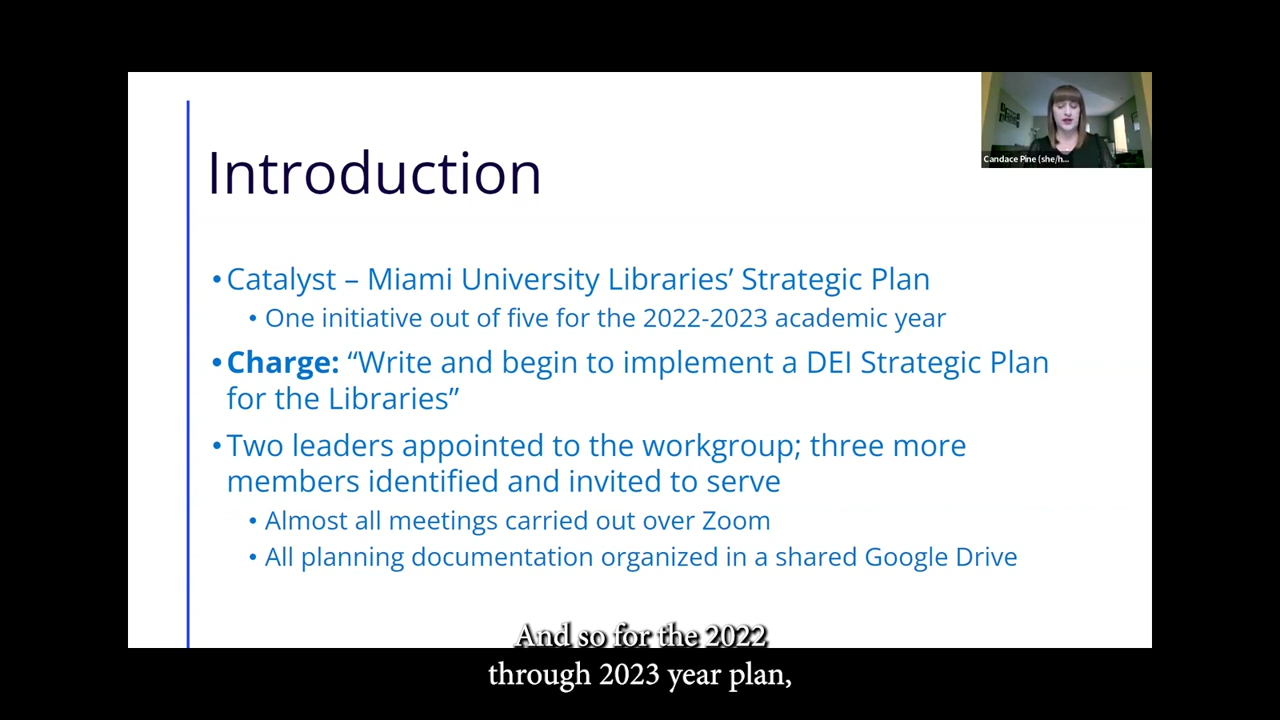 Candace Pine (she/h...
Introduction
• Catalyst – Miami University Libraries’ Strategic Plan
• One initiative out of five for the 2022-2023 academic year
• Charge: “Write and begin to implement a DEI Strategic Plan
for the Libraries”
• Two leaders appointed to the workgroup; three more
members identified and invited to serve
• Almost all meetings carried out over Zoom
• All planning documentation organized in a shared Google Drive
And so for the 2022
through 2023 year plan,